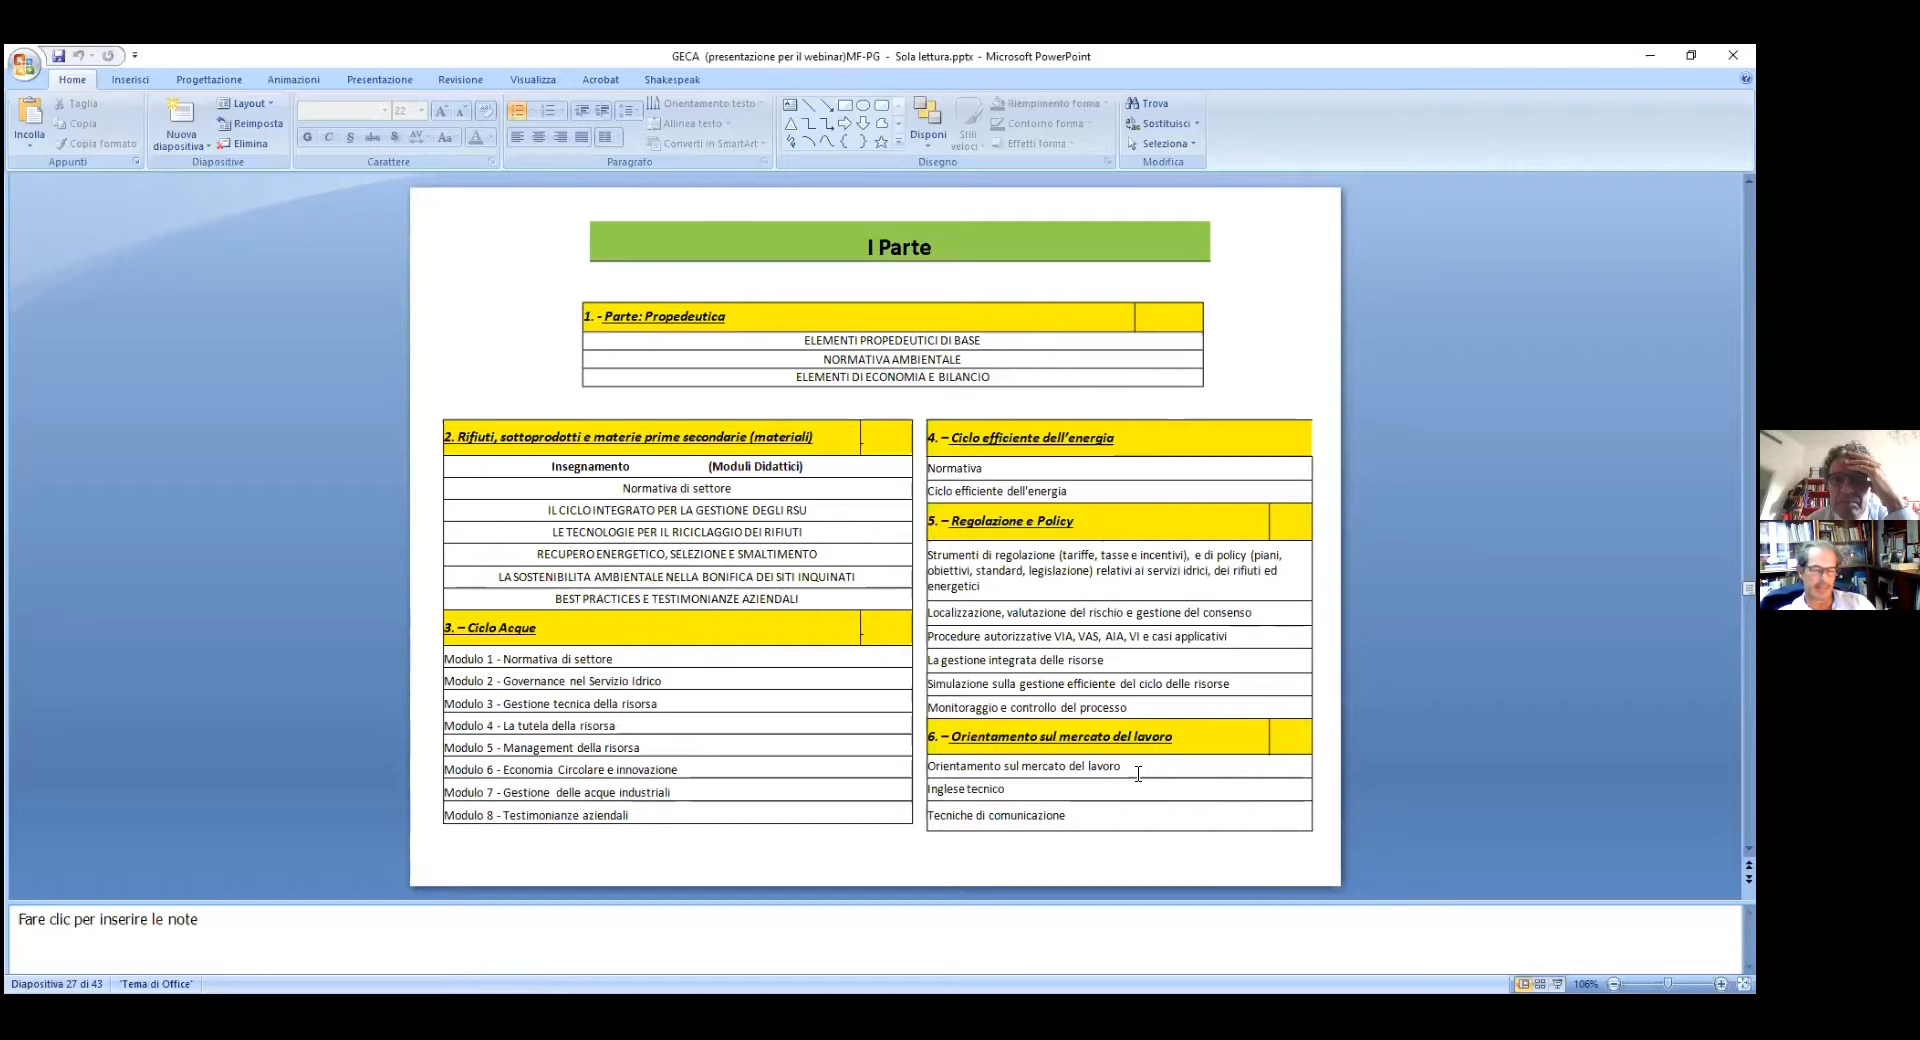 GECA (presentazione per il webinar)MF-PG - Sola lettura.pptx - Microsoft PowerPoint
Home Inserisci Progettazione Animazioni Presentazione Revisione Visualizza Acrobat Shakespeak
Incolla
Taglia
Copia
Copia formato
Appunti
Nuova
diapositiva
Layout
Reimposta
Elimina
Diapositive
22
G C S abc S AV Aa A
Carattere
Orientamento testo
Allinea testo
Converti in SmartArt
Paragrafo
Disponi
Stili
veloci
Riempimento forma
Contorno forma
Effetti forma
Disegno
Trova
Sostituisci
Seleziona
Modifica
I Parte
1. - Parte: Propedeutica
ELEMENTI PROPEDEUTICI DI BASE
NORMATIVA AMBIENTALE
ELEMENTI DI ECONOMIA E BILANCIO
2. Rifiuti, sottoprodotti e materie prime secondarie (materiali)
Insegnamento (Moduli Didattici)
Normativa di settore
IL CICLO INTEGRATO PER LA GESTIONE DEGLI RSU
LE TECNOLOGIE PER IL RICICLAGGIO DEI RIFIUTI
RECUPERO ENERGETICO, SELEZIONE E SMALTIMENTO
LA SOSTENIBILITA AMBIENTALE NELLA BONIFICA DEI SITI INQUINATI
BEST PRACTICES E TESTIMONIANZE AZIENDALI
3. – Ciclo Acque
Modulo 1 - Normativa di settore
Modulo 2 - Governance nel Servizio Idrico
Modulo 3 - Gestione tecnica della risorsa
Modulo 4 - La tutela della risorsa
Modulo 5 - Management della risorsa
Modulo 6 - Economia Circolare e innovazione
Modulo 7 - Gestione delle acque industriali
Modulo 8 - Testimonianze aziendali
4. – Ciclo efficiente dell’energia
Normativa
Ciclo efficiente dell'energia
5. – Regolazione e Policy
Strumenti di regolazione (tariffe, tasse e incentivi), e di policy (piani,
obiettivi, standard, legislazione) relativi ai servizi idrici, dei rifiuti ed
energetici
Localizzazione, valutazione del rischio e gestione del consenso
Procedure autorizzative VIA, VAS, AIA, VI e casi applicativi
La gestione integrata delle risorse
Simulazione sulla gestione efficiente del ciclo delle risorse
Monitoraggio e controllo del processo
6. – Orientamento sul mercato del lavoro
Orientamento sul mercato del lavoro
Inglese tecnico
Tecniche di comunicazione
Fare clic per inserire le note
Diapositiva 27 di 43 "Tema di Office" 106%